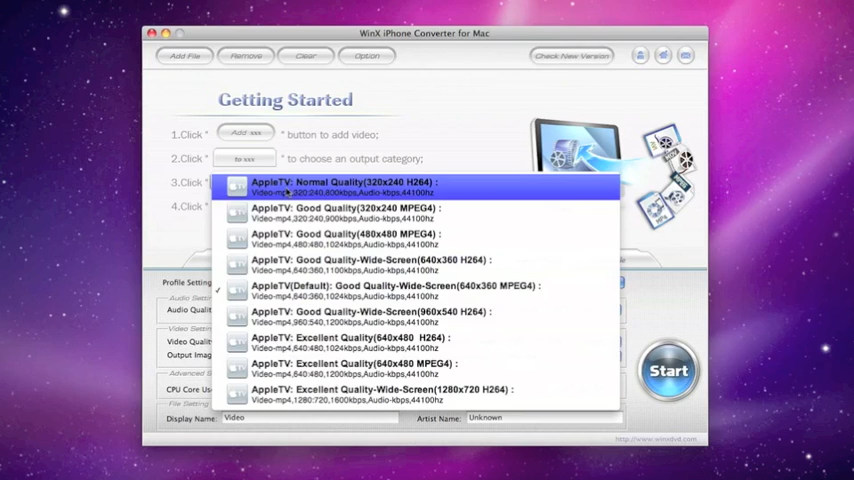 WinX iPhone Converter for Mac
Add File Remove Clear Option Check New Version
Getting Started
1.Click " Add xxx " button to add video;
2.Click " to xxx " to choose an output category;
3.Click "
4.Click "
AppleTV: Normal Quality(320x240 H264) :
Video-mp4,320:240,800kbps,Audio-kbps,44100hz
AppleTV: Good Quality(320x240 MPEG4) :
Video-mp4,320:240,900kbps,Audio-kbps,44100hz
AppleTV: Good Quality(480x480 MPEG4) :
Video-mp4,480:480,1024kbps,Audio-kbps,44100hz
AppleTV: Good Quality-Wide-Screen(640x360 H264) :
Video-mp4,640:360,1100kbps,Audio-kbps,44100hz
Profile Setting
AppleTV(Default): Good Quality-Wide-Screen(640x360 MPEG4) :
Video-mp4,640:360,1024kbps,Audio-kbps,44100hz
Audio Setting
Audio Quality
AppleTV: Good Quality-Wide-Screen(960x540 H264) :
Video-mp4,960:540,1200kbps,Audio-kbps,44100hz
Video Setting
Video Quality
AppleTV: Excellent Quality(640x480 H264) :
Video-mp4,640:480,1024kbps,Audio-kbps,44100hz
Output Imag
AppleTV: Excellent Quality(640x480 MPEG4) :
Video-mp4,640:480,1200kbps,Audio-kbps,44100hz
Start
Advanced S
CPU Core Us
AppleTV: Excellent Quality-Wide-Screen(1280x720 H264) :
Video-mp4,1280:720,1600kbps,Audio-kbps,44100hz
File Setting
Display Name: Video Artist Name: Unknown
http://www.winxdvd.com